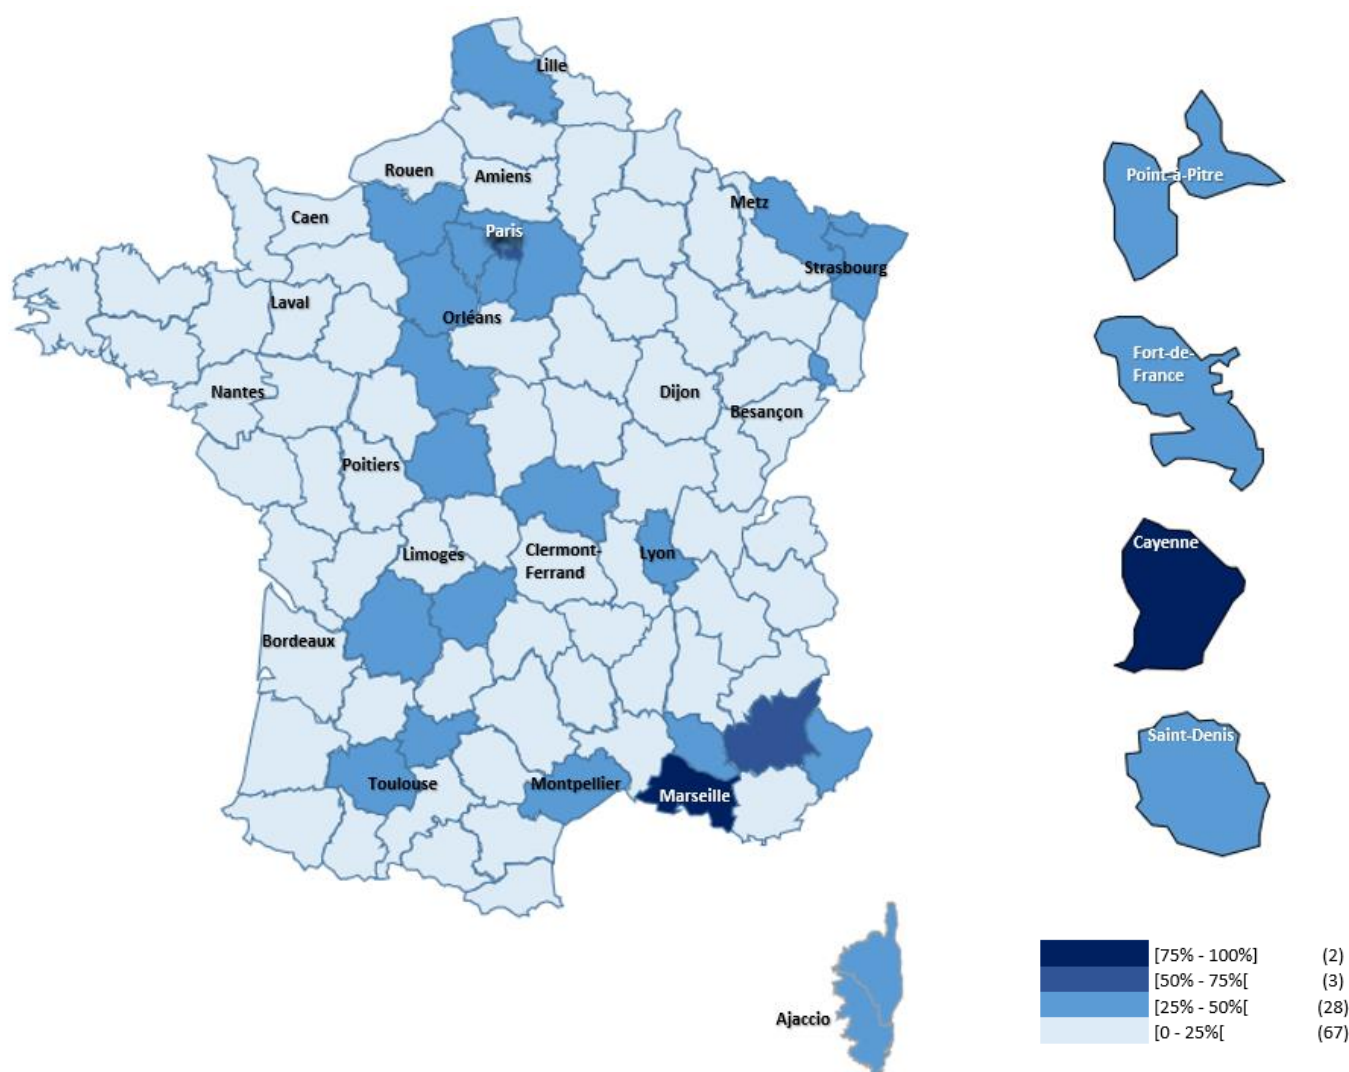 Lille
Rouen
Amiens
Caen
Metz
Paris
Strasbourg
Laval
Orléans
Nantes
Dijon
Besançon
Poitiers
Limoges
Clermont-
Ferrand
Lyon
Bordeaux
Toulouse
Montpellier
Marseille
Ajaccio
Point-à-Pitre
Fort-de-
France
Cayenne
Saint-Denis
[75% - 100%] (2)
[50% - 75%[ (3)
[25% - 50%[ (28)
[0 - 25%[ (67)